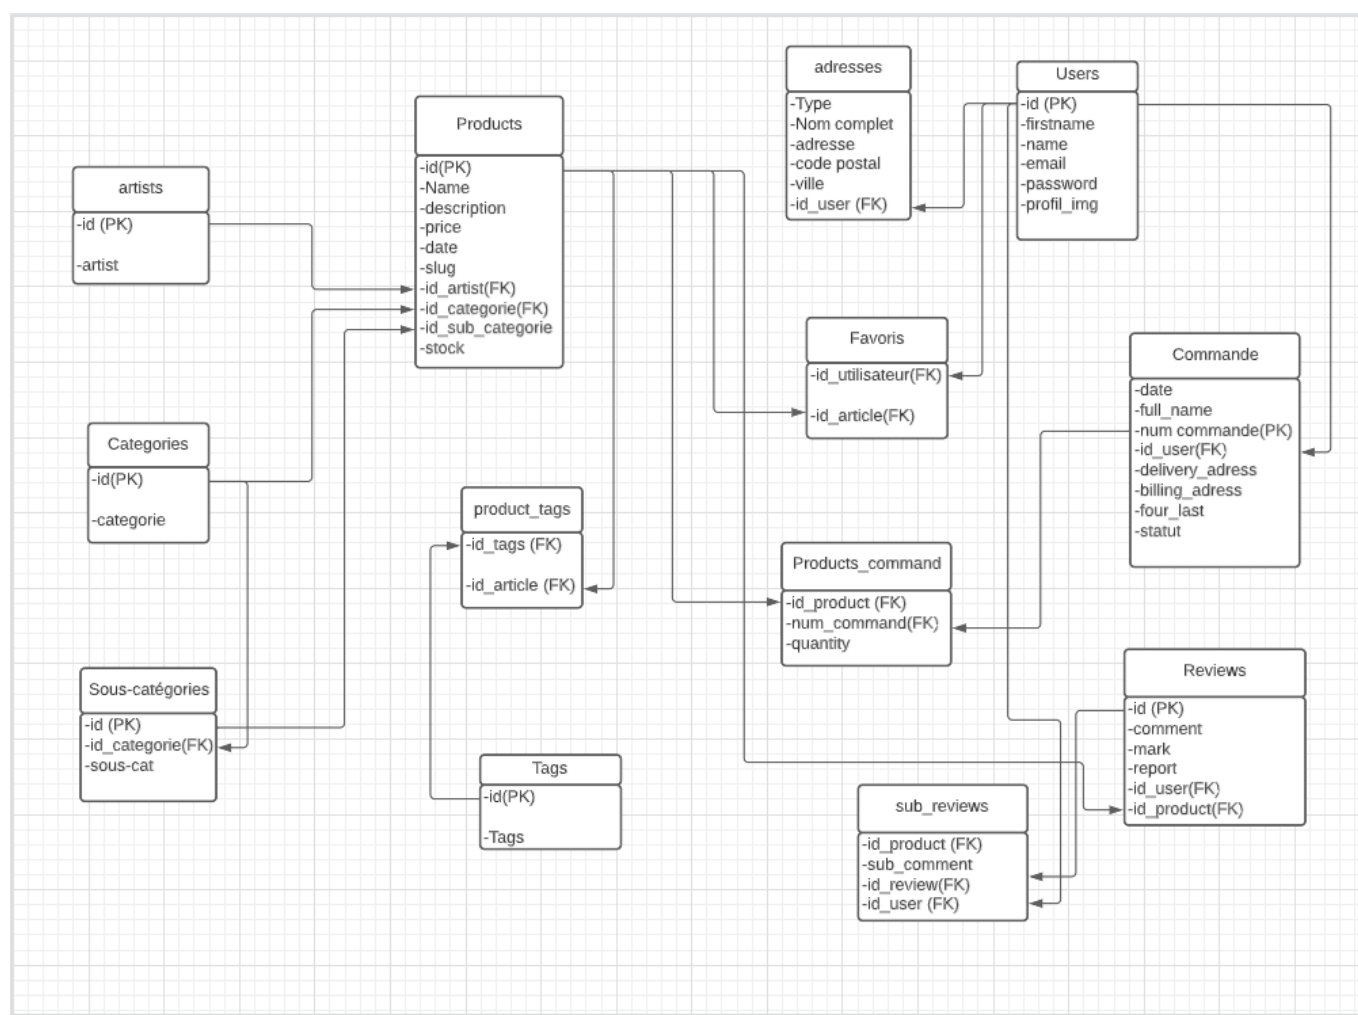 adresses
-Type
-Nom complet
-adresse
-code postal
-ville
-id_user (FK)
Users
-id (PK)
-firstname
-name
-email
-password
-profil_img
Products
-id(PK)
-Name
-description
-price
-date
-slug
-id_artist(FK)
-id_categorie(FK)
-id_sub_categorie
-stock
artists
-id (PK)
-artist
Favoris
-id_utilisateur(FK)
-id_article(FK)
Commande
-date
-full_name
-num commande(PK)
-id_user(FK)
-delivery_adress
-billing_adress
-four_last
-statut
Categories
-id(PK)
-categorie
product_tags
-id_tags (FK)
-id_article (FK)
Products_command
-id_product (FK)
-num_command(FK)
-quantity
Sous-catégories
-id (PK)
-id_categorie(FK)
-sous-cat
Reviews
-id (PK)
-comment
-mark
-report
-id_user(FK)
-id_product(FK)
Tags
-id(PK)
-Tags
sub_reviews
-id_product (FK)
-sub_comment
-id_review(FK)
-id_user (FK)